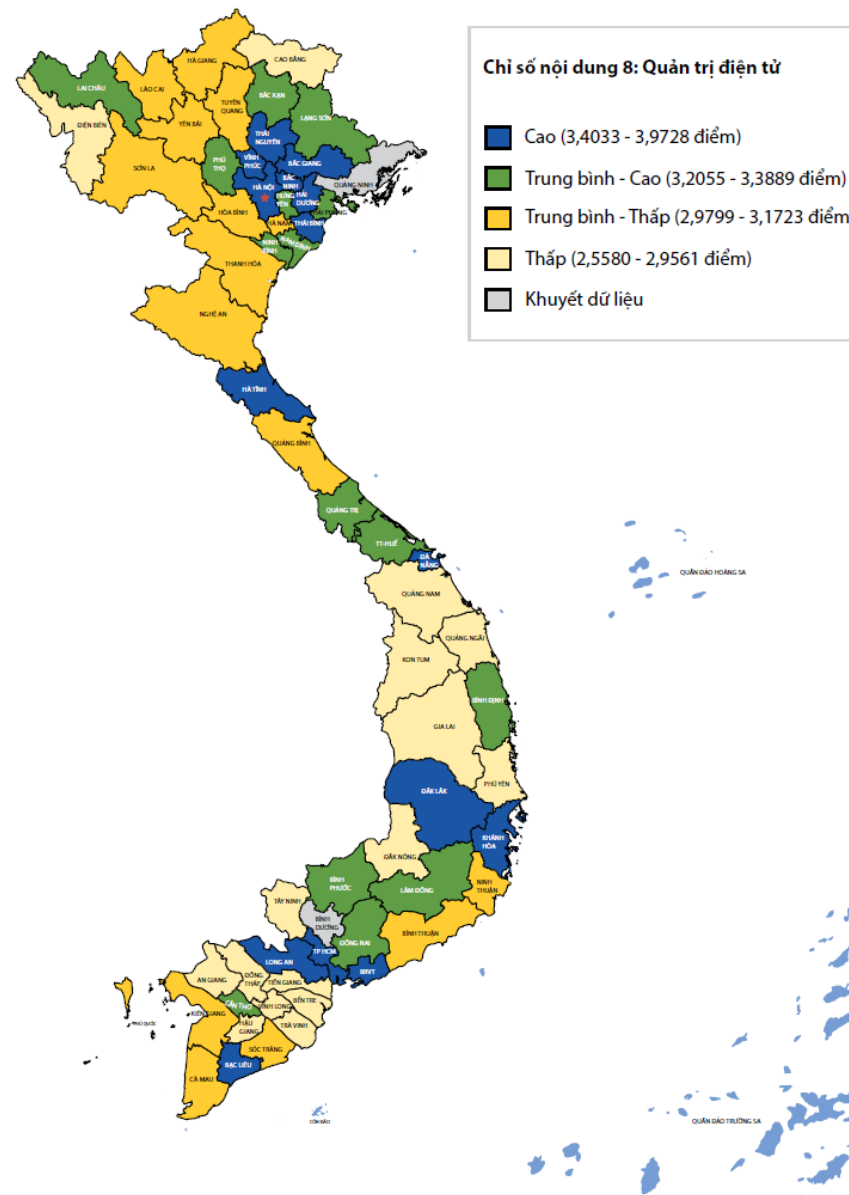 Chỉ số nội dung 8: Quản trị điện tử
Cao (3,4033 - 3,9728 điểm)
Trung bình - Cao (3,2055 - 3,3889 điểm)
Trung bình - Thấp (2,9799 - 3,1723 điểm
Thấp (2,5580 - 2,9561 điểm)
Khuyết dữ liệu
HÀ GIANG
CAO BẰNG
LAI CHÂU
LÀO CAI
BẮC KẠN
TUYÊN
QUANG
LẠNG SƠN
ĐIỆN BIÊN
YÊN BÁI
THÁI
NGUYÊN
SƠN LA
PHÚ
THỌ
VĨNH
PHÚC
BẮC GIANG
QUẢNG NINH
HÀ NỘI
BẮC
NINH
HƯNG
YÊN
HẢI
DƯƠNG
HẢI PHÒNG
HÒA BÌNH
HÀ NAM
THÁI BÌNH
NINH
BÌNH
NAM ĐỊNH
THANH HÓA
NGHỆ AN
HÀ TĨNH
QUẢNG BÌNH
QUẢNG TRỊ
TT-HUẾ
ĐÀ
NẴNG
QUẦN ĐẢO HOÀNG SA
QUẢNG NAM
QUẢNG NGÃI
KON TUM
BÌNH ĐỊNH
GIA LAI
PHÚ YÊN
ĐẮK LẮK
KHÁNH
HÒA
ĐẮK NÔNG
BÌNH
PHƯỚC
LÂM ĐỒNG
NINH
THUẬN
TÂY NINH
BÌNH
DƯƠNG
ĐỒNG NAI
BÌNH THUẬN
TP HCM
LONG AN
BRVT
AN GIANG
ĐỒNG
THÁP
TIỀN GIANG
BẾN TRE
CẦN THƠ
VĨNH LONG
KIÊN GIANG
HẬU
GIANG
TRÀ VINH
PHÚ QUỐC
SÓC TRĂNG
BẠC LIÊU
CÀ MAU
CÔN ĐẢO
QUẦN ĐẢO TRƯỜNG SA